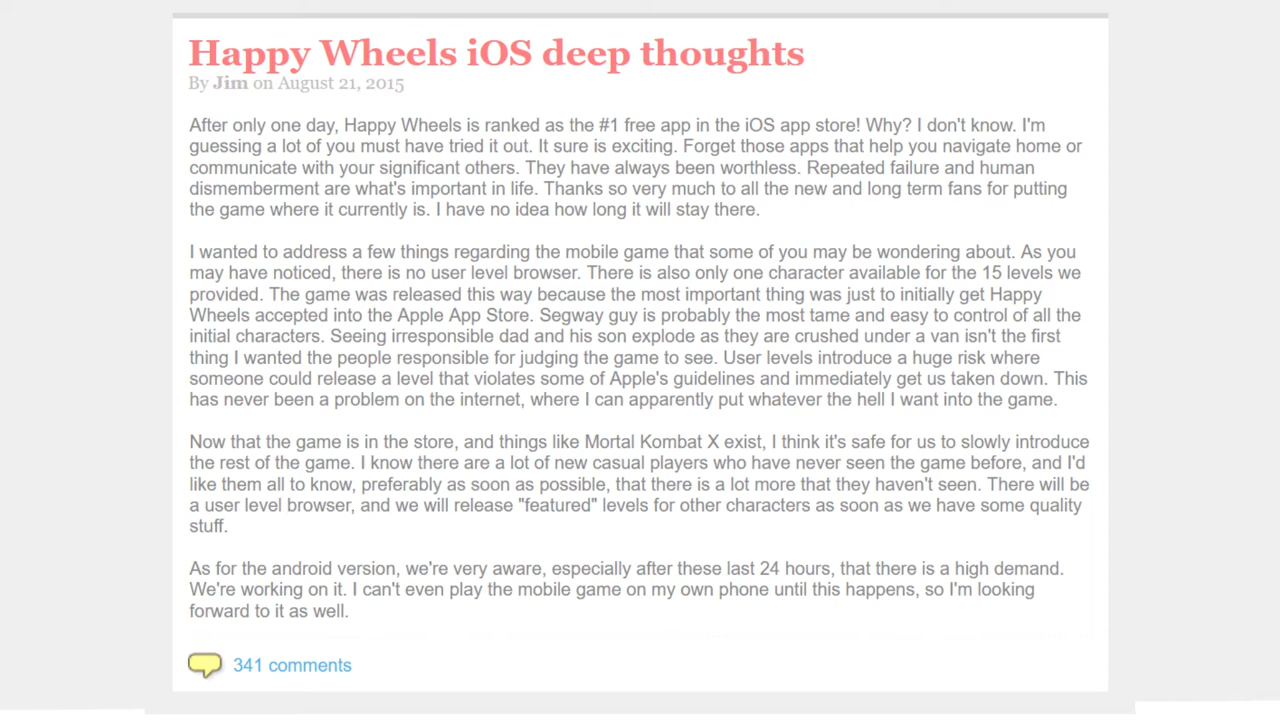 Happy Wheels iOS deep thoughts
By Jim on August 21, 2015
After only one day, Happy Wheels is ranked as the #1 free app in the iOS app store! Why? I don't know. I'm
guessing a lot of you must have tried it out. It sure is exciting. Forget those apps that help you navigate home or
communicate with your significant others. They have always been worthless. Repeated failure and human
dismemberment are what's important in life. Thanks so very much to all the new and long term fans for putting
the game where it currently is. I have no idea how long it will stay there.
I wanted to address a few things regarding the mobile game that some of you may be wondering about. As you
may have noticed, there is no user level browser. There is also only one character available for the 15 levels we
provided. The game was released this way because the most important thing was just to initially get Happy
Wheels accepted into the Apple App Store. Segway guy is probably the most tame and easy to control of all the
initial characters. Seeing irresponsible dad and his son explode as they are crushed under a van isn't the first
thing I wanted the people responsible for judging the game to see. User levels introduce a huge risk where
someone could release a level that violates some of Apple's guidelines and immediately get us taken down. This
has never been a problem on the internet, where I can apparently put whatever the hell I want into the game.
Now that the game is in the store, and things like Mortal Kombat X exist, I think it's safe for us to slowly introduce
the rest of the game. I know there are a lot of new casual players who have never seen the game before, and I'd
like them all to know, preferably as soon as possible, that there is a lot more that they haven't seen. There will be
a user level browser, and we will release "featured" levels for other characters as soon as we have some quality
stuff.
As for the android version, we're very aware, especially after these last 24 hours, that there is a high demand.
We're working on it. I can't even play the mobile game on my own phone until this happens, so I'm looking
forward to it as well.
341 comments